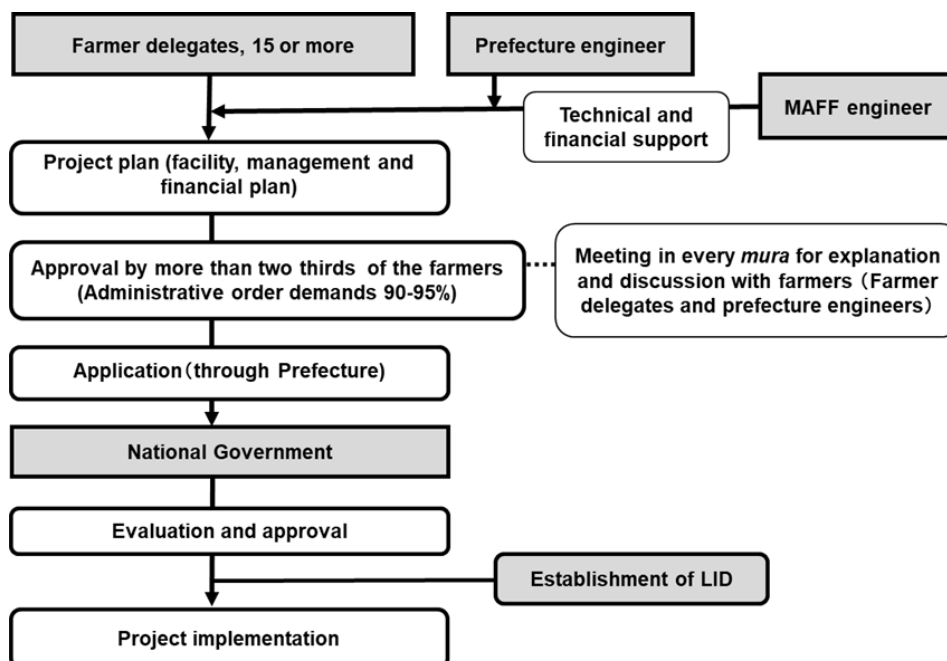 Farmer delegates, 15 or more
Prefecture engineer
MAFF engineer
Technical and
financial support
Project plan (facility, management and
financial plan)
Approval by more than two thirds of the farmers
(Administrative order demands 90-95%)
Meeting in every mura for explanation
and discussion with farmers（Farmer
delegates and prefecture engineers）
Application（through Prefecture)
National Government
Evaluation and approval
Establishment of LID
Project implementation